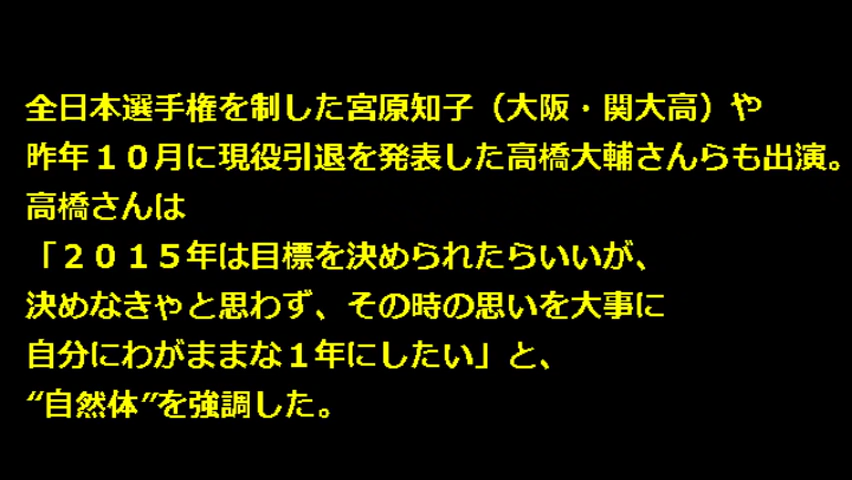 全日本選手権を制した宮原知子（大阪・関大高）や
昨年１０月に現役引退を発表した高橋大輔さんらも出演。
高橋さんは
「２０１５年は目標を決められたらいいが、
決めなきゃと思わず、その時の思いを大事に
自分にわがままな１年にしたい」と、
“自然体”を強調した。